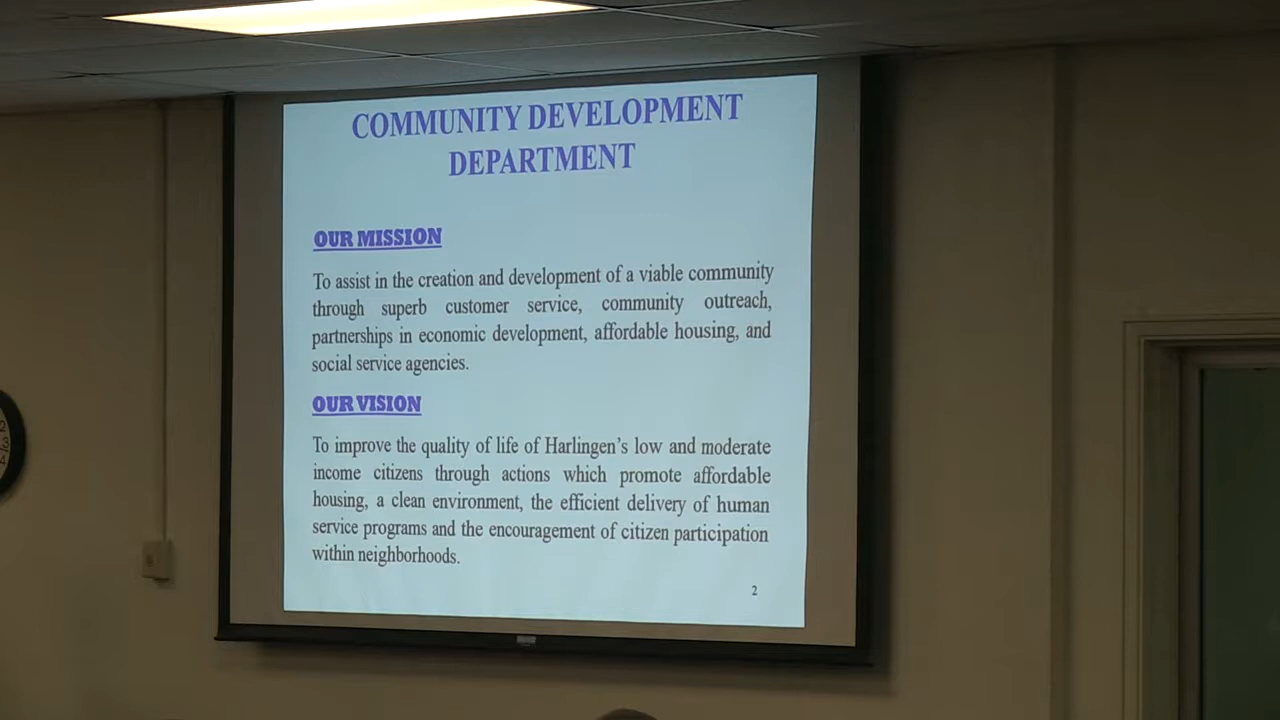 COMMUNITY DEVELOPMENT
DEPARTMENT
OUR MISSION
To assist in the creation and development of a viable community
through superb customer service, community outreach,
partnerships in economic development, affordable housing, and
social service agencies.
OUR VISION
To improve the quality of life of Harlingen's low and moderate
income citizens through actions which promote affordable
housing, a clean environment, the efficient delivery of human
service programs and the encouragement of citizen participation
within neighborhoods.
2